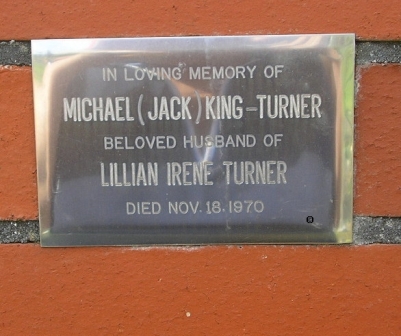 IN LOVING MEMORY OF
MICHAEL (JACK) KING-TURNER
BELOVED HUSBAND OF
LILLIAN IRENE TURNER
DIED NOV. 18. 1970